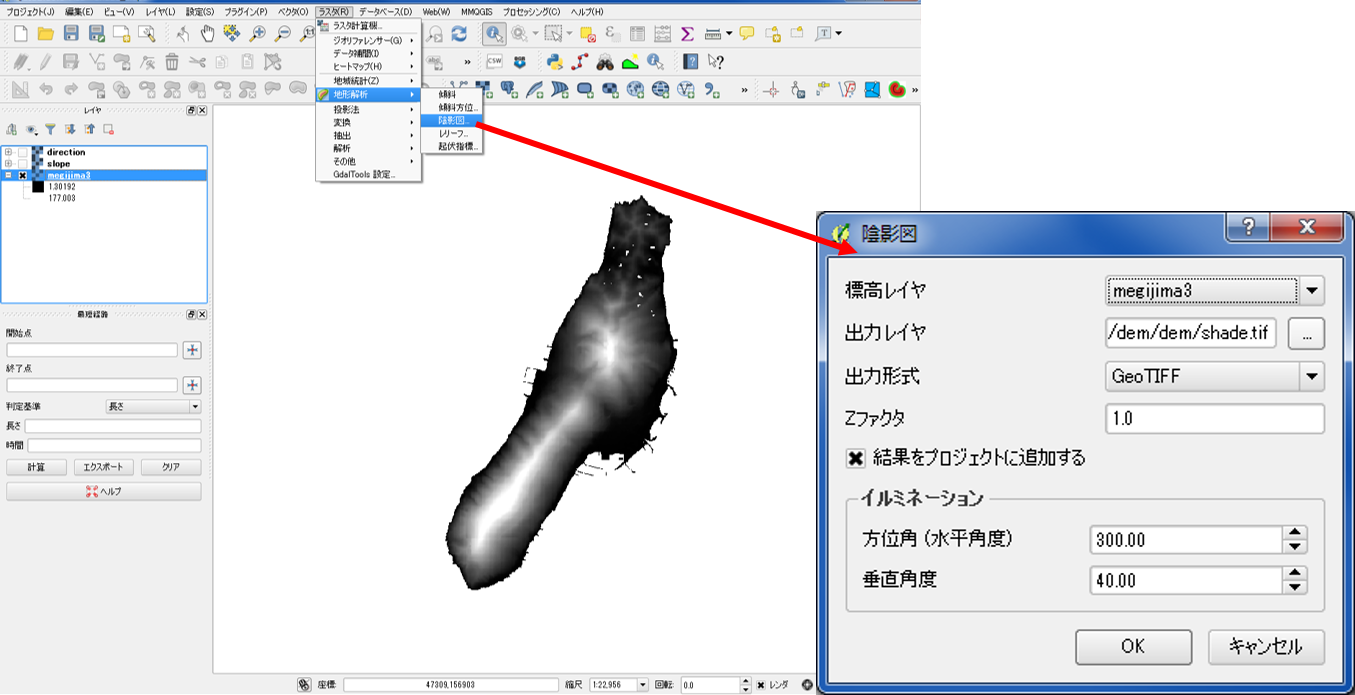 プロジェクト(J) 編集(E) ビュー(V) レイヤ(L) 設定(S) プラグイン(P) ベクタ(O) ラスタ(R) データベース(D) Web(W) MMQGIS プロセッシング(C) ヘルプ(H)
ラスタ計算機...
ジオリファレンサー(G)
データ補間(I)
ヒートマップ(H)
地域統計(Z)
地形解析
投影法
変換
抽出
解析
その他
GdalTools 設定...
傾斜
傾斜方位...
陰影図...
レリーフ...
起伏指標...
CSW
レイヤ
direction
slope
megijima3
1.30192
177.003
最短経路
開始点
終了点
判定基準 長さ
長さ
時間
計算 エクスポート クリア
ヘルプ
座標: 47309,156903 縮尺 1:22,956 回転: 0.0 レンダ
陰影図
標高レイヤ megijima3
出力レイヤ /dem/dem/shade.tif ...
出力形式 GeoTIFF
Zファクタ 1.0
結果をプロジェクトに追加する
イルミネーション
方位角 (水平角度) 300.00
垂直角度 40.00
OK キャンセル